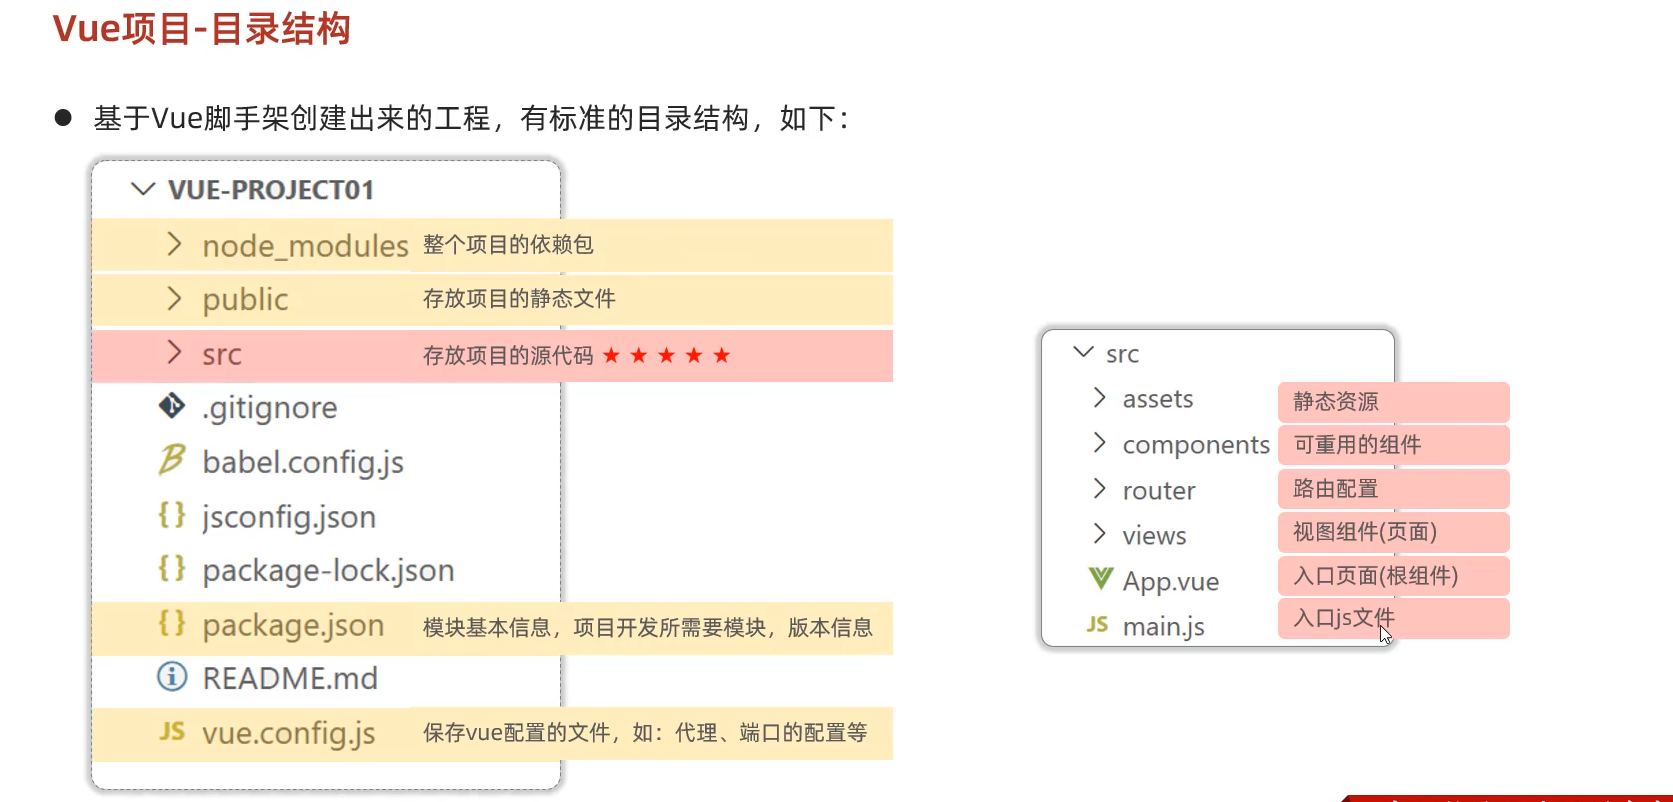 Vue项目-目录结构
基于Vue脚手架创建出来的工程，有标准的目录结构，如下：
VUE-PROJECT01
node_modules 整个项目的依赖包
public 存放项目的静态文件
src 存放项目的源代码 ★ ★ ★ ★ ★
.gitignore
babel.config.js
jsconfig.json
package-lock.json
package.json 模块基本信息，项目开发所需要模块，版本信息
README.md
JS vue.config.js 保存vue配置的文件，如：代理、端口的配置等
src
assets 静态资源
components 可重用的组件
router 路由配置
views 视图组件(页面)
App.vue 入口页面(根组件)
JS main.js 入口js文件